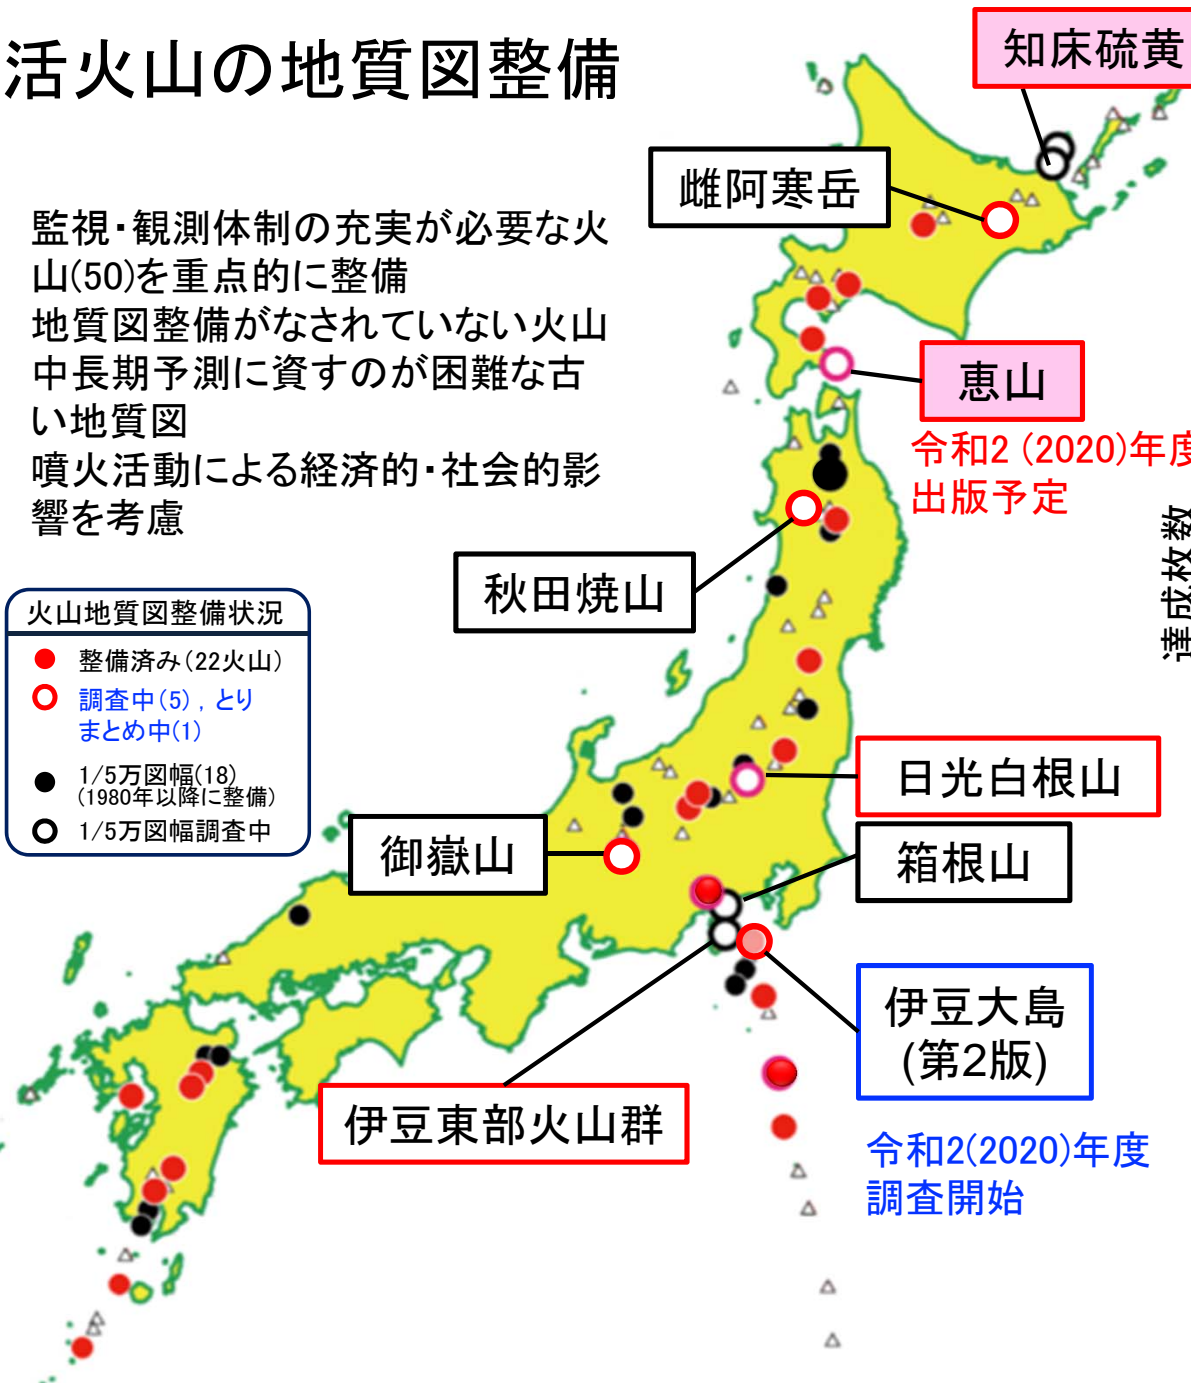 活火山の地質図整備
監視・観測体制の充実が必要な火
山(50)を重点的に整備
地質図整備がなされていない火山
中長期予測に資すのが困難な古
い地質図
噴火活動による経済的・社会的影
響を考慮
火山地質図整備状況
整備済み(22火山)
調査中(5),とり
まとめ中(1)
1/5万図幅(18)
(1980年以降に整備)
1/5万図幅調査中
知床硫黄
雌阿寒岳
恵山
令和2 (2020)年度
出版予定
達成枚数
秋田焼山
日光白根山
御嶽山
箱根山
伊豆大島
(第2版)
伊豆東部火山群
令和2(2020)年度
調査開始